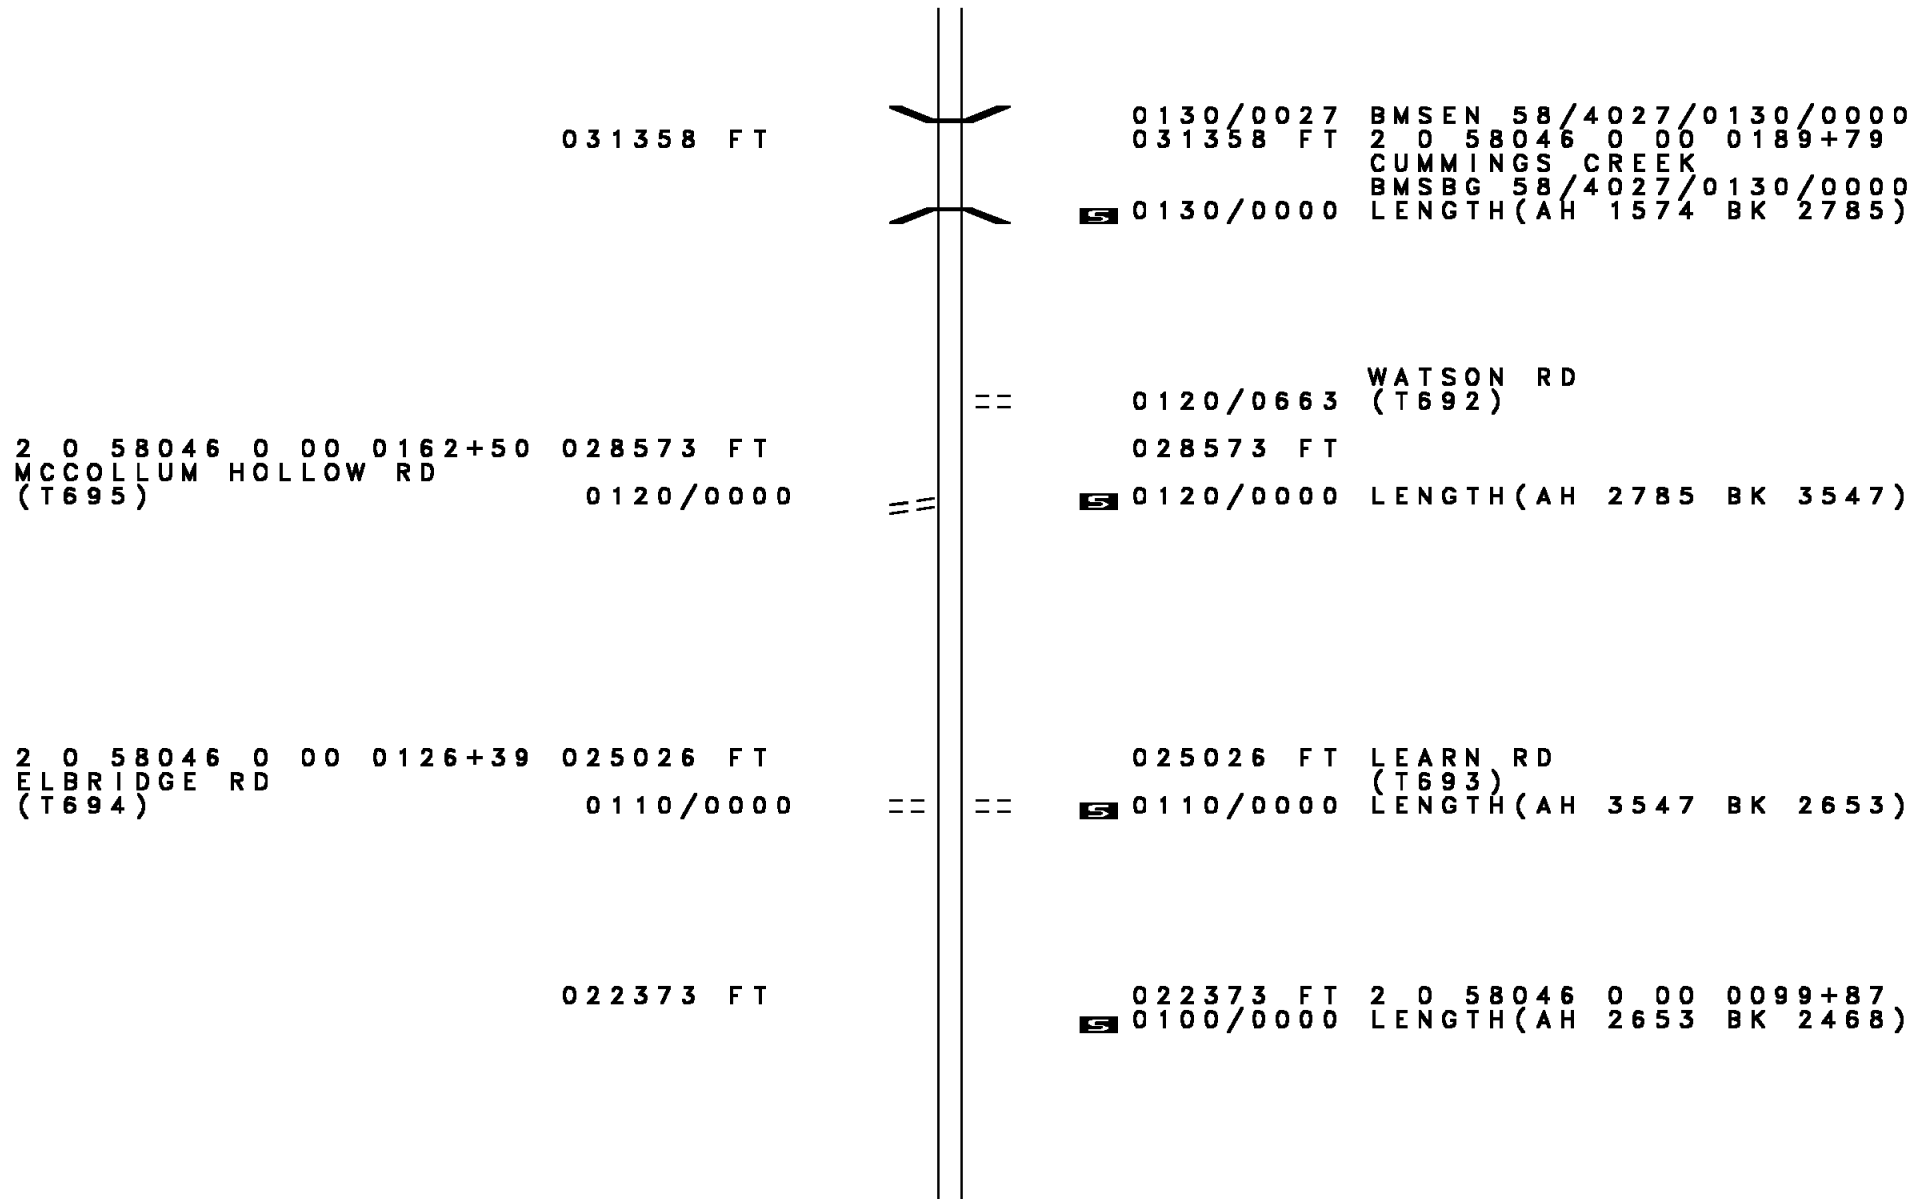 0130/0027 BMSEN 58/4027/0130/0000
031358 FT 031358 FT 2 0 58046 0 00 0189+79
CUMMINGS CREEK
BMSBG 58/4027/0130/0000
S 0130/0000 LENGTH(AH 1574 BK 2785)
WATSON RD
0120/0663 (T692)
2 0 58046 0 00 0162+50 028573 FT 028573 FT
MCCOLLUM HOLLOW RD
(T695) 0120/0000 S 0120/0000 LENGTH(AH 2785 BK 3547)
2 0 58046 0 00 0126+39 025026 FT 025026 FT LEARN RD
ELBRIDGE RD (T693)
(T694) 0110/0000 S 0110/0000 LENGTH(AH 3547 BK 2653)
022373 FT 022373 FT 2 0 58046 0 00 0099+87
S 0100/0000 LENGTH(AH 2653 BK 2468)